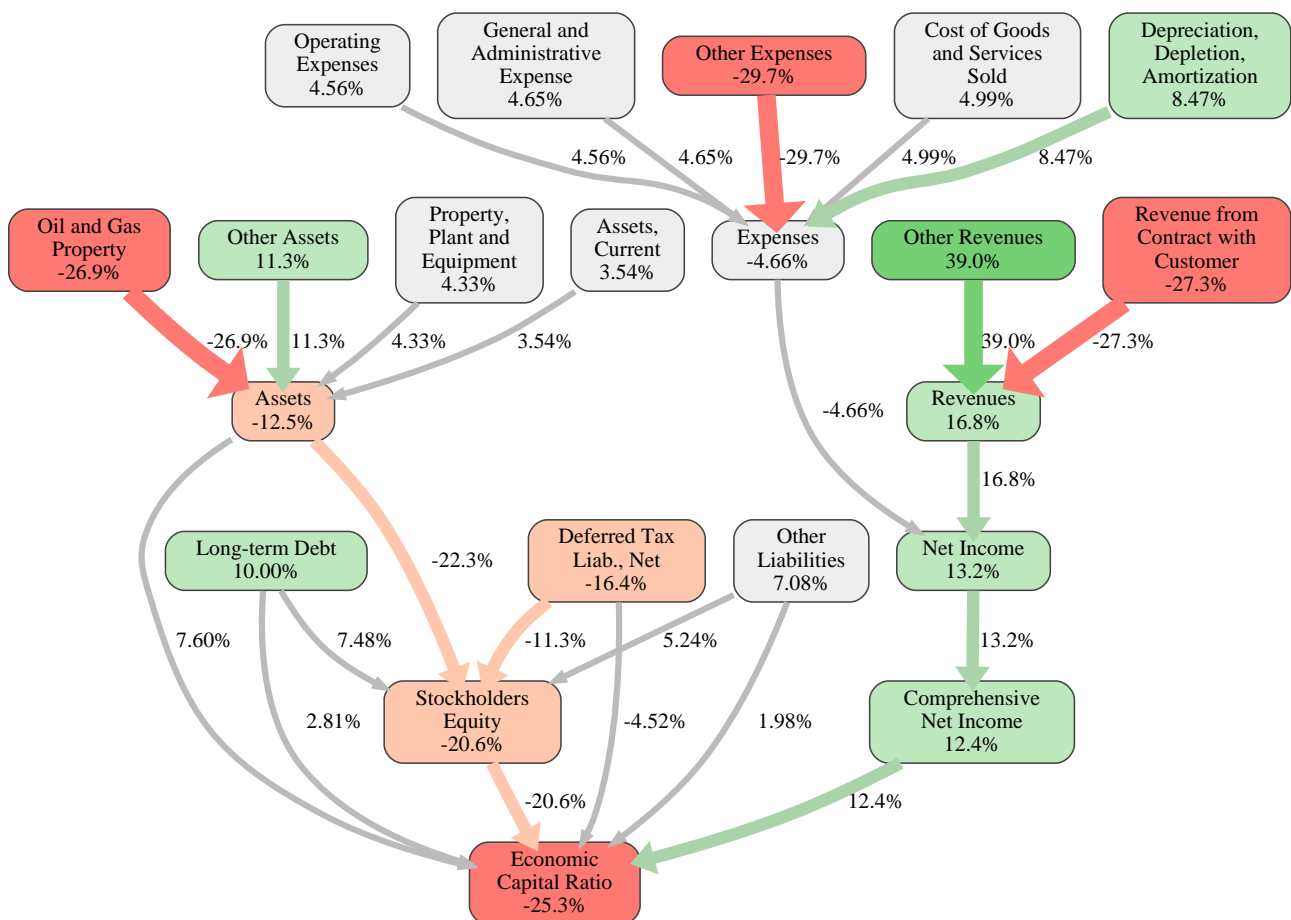 Operating
Expenses
4.56%
General and
Administrative
Expense
4.65%
Other Expenses
-29.7%
Cost of Goods
and Services
Sold
4.99%
Depreciation,
Depletion,
Amortization
8.47%
4.56%
4.65%
-29.7%
4.99%
8.47%
Oil and Gas
Property
-26.9%
Other Assets
11.3%
Property,
Plant and
Equipment
4.33%
Assets,
Current
3.54%
Expenses
-4.66%
Other Revenues
39.0%
Revenue from
Contract with
Customer
-27.3%
-26.9%
11.3%
4.33%
3.54%
39.0%
-27.3%
Assets
-12.5%
-4.66%
Revenues
16.8%
16.8%
Long-term Debt
10.00%
-22.3%
Deferred Tax
Liab., Net
-16.4%
Other
Liabilities
7.08%
Net Income
13.2%
7.60%
7.48%
-11.3%
5.24%
13.2%
Stockholders
Equity
-20.6%
2.81%
-4.52%
1.98%
Comprehensive
Net Income
12.4%
-20.6%
12.4%
Economic
Capital Ratio
-25.3%